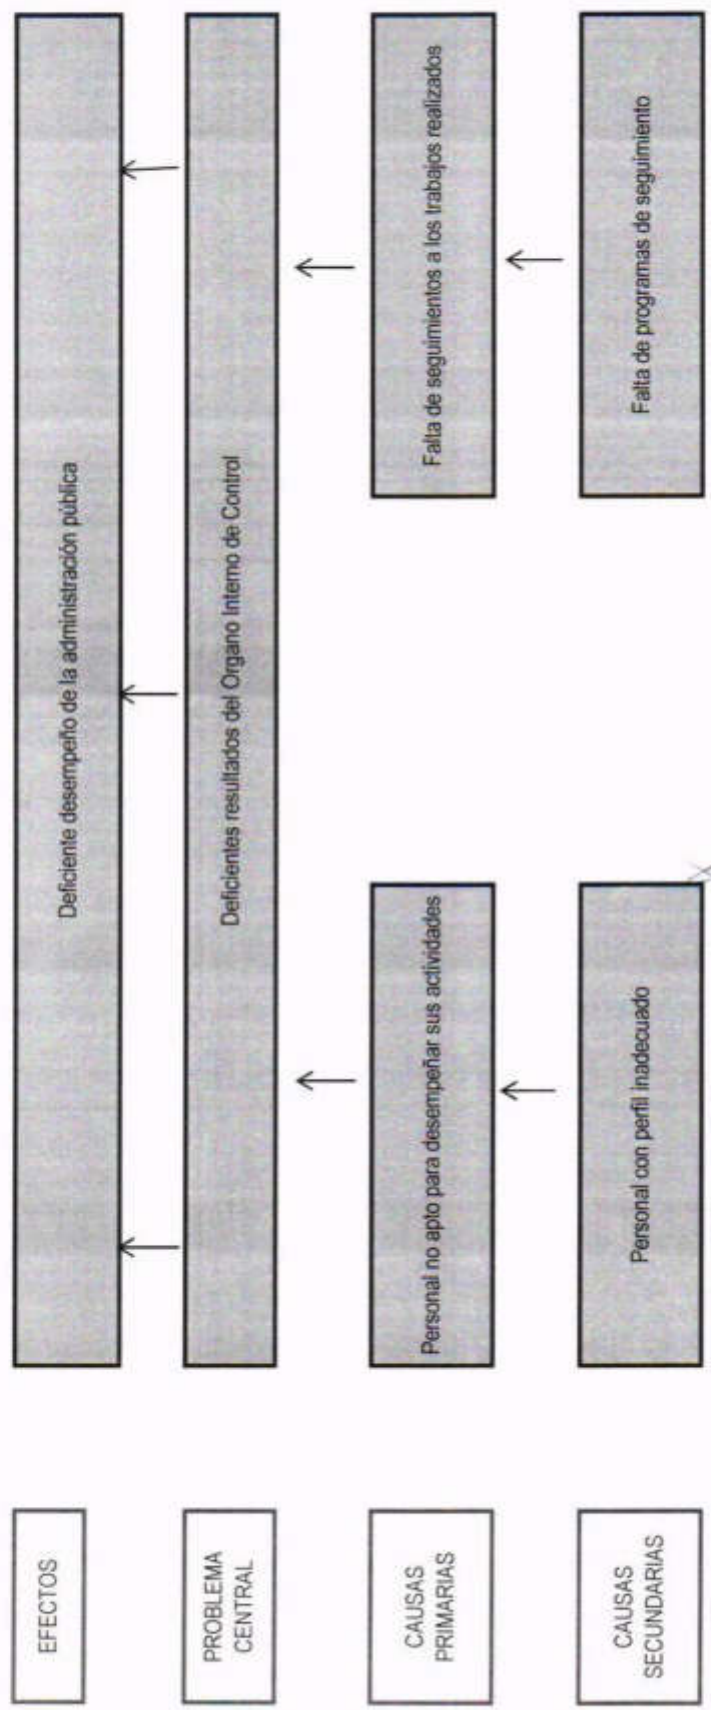 EFECTOS
Deficiente desempeño de la administración pública
PROBLEMA
CENTRAL
Deficientes resultados del Organo Interno de Control
CAUSAS
PRIMARIAS
Personal no apto para desempeñar sus actividades
Falta de seguimientos a los trabajos realizados
CAUSAS
SECUNDARIAS
Personal con perfil inadecuado
Falta de programas de seguimiento